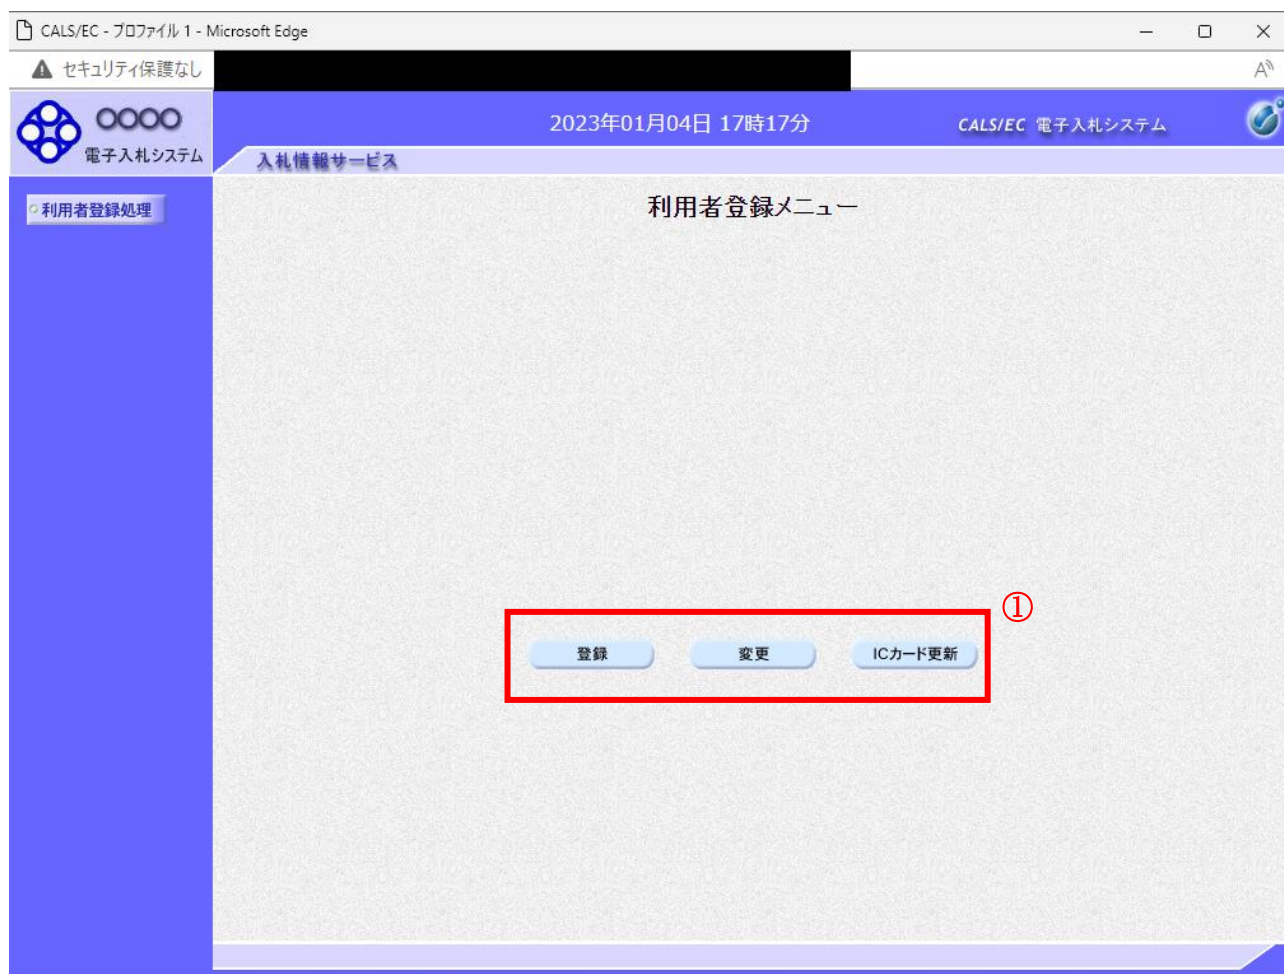 CALS/EC - プロファイル 1 - Microsoft Edge
セキュリティ保護なし
○○○○
電子入札システム
2023年01月04日 17時17分
CALS/EC 電子入札システム
入札情報サービス
利用者登録処理
利用者登録メニュー
①
登録 変更 ICカード更新